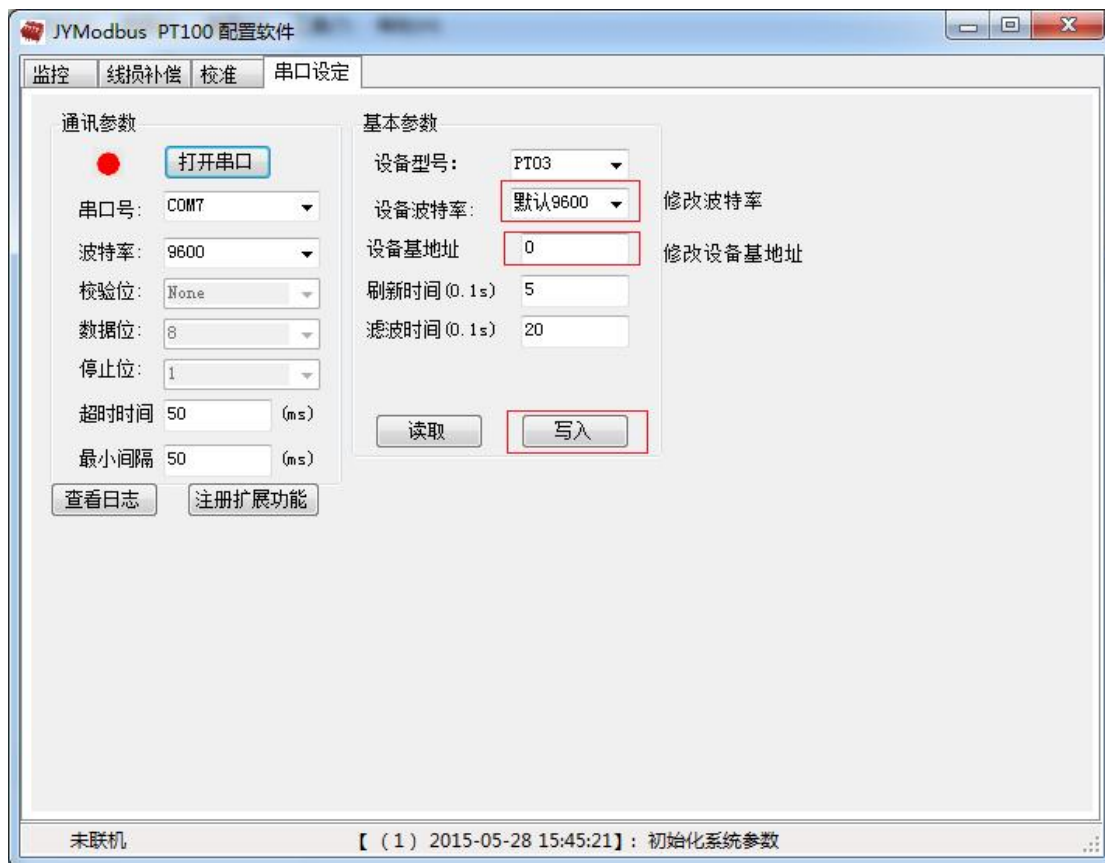 JYModbus PT100 配置软件
监控 线损补偿 校准 串口设定
通讯参数
打开串口
串口号: COM7
波特率: 9600
校验位: None
数据位: 8
停止位: 1
超时时间 50 (ms)
最小间隔 50 (ms)
查看日志 注册扩展功能
基本参数
设备型号: PT03
设备波特率: 默认9600 修改波特率
设备基地址 0 修改设备基地址
刷新时间(0.1s) 5
滤波时间(0.1s) 20
读取 写入
未联机 【 (1) 2015-05-28 15:45:21】: 初始化系统参数